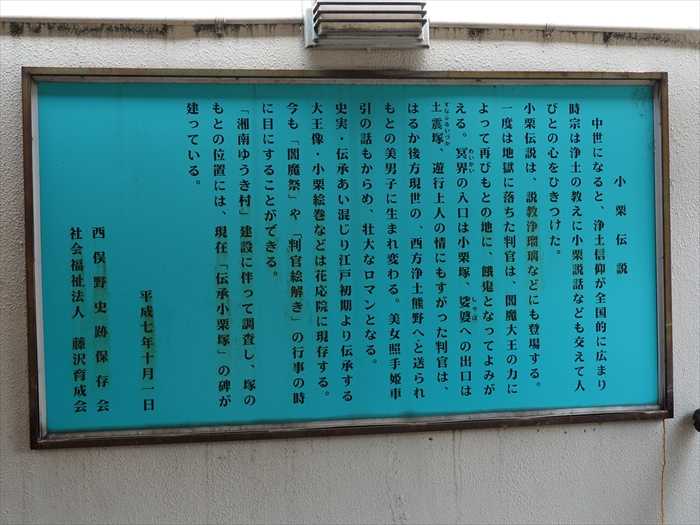 小栗伝説
中世になると、浄土信仰が全国的に広まり
時宗は浄土の教えに小栗説話なども交えて人
びとの心をひきつけた。
小栗伝説は、説教浄瑠璃などにも登場する。
一度は地獄に落ちた判官は、閻魔大王の力に
よって再びもとの地に、餓鬼となってよみが
える。冥界の入口は小栗塚、娑婆への出口は
土震塚、遊行上人の情にもすがった判官は、
はるか後方現世の、西方浄土熊野へと送られ
もとの美男子に生まれ変わる。美女照手姫車
引の話もからめ、壮大なロマンとなる。
史実・伝承あい混じり江戸初期より伝承する
大王像・小栗絵巻などは花応院に現存する。
今も「閻魔祭」や「判官絵解き」の行事の時
に目にすることができる。
「湘南ゆうき村」建設に伴って調査し、塚の
もとの位置には、現在「伝承小栗塚」の碑が
建っている。
平成七年十月一日
西俣野史跡保存会
社会福祉法人 藤沢育成会